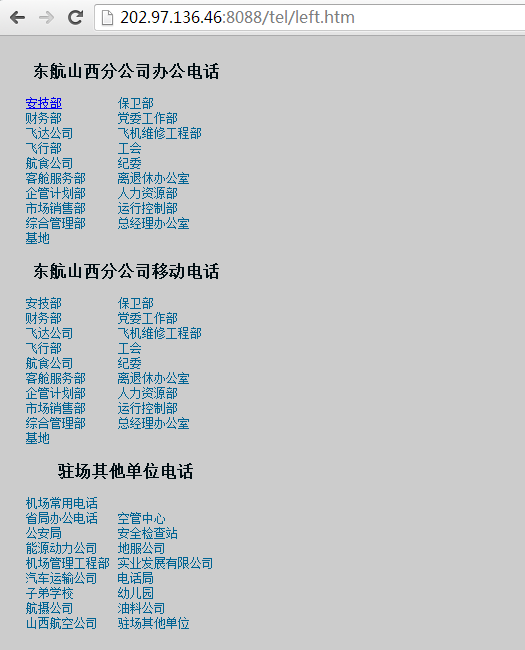 202.97.136.46:8088/tel/left.htm
东航山西分公司办公电话
安技部 保卫部
财务部 党委工作部
飞达公司 飞机维修工程部
飞行部 工会
航食公司 纪委
客舱服务部 离退休办公室
企管计划部 人力资源部
市场销售部 运行控制部
综合管理部 总经理办公室
基地
东航山西分公司移动电话
安技部 保卫部
财务部 党委工作部
飞达公司 飞机维修工程部
飞行部 工会
航食公司 纪委
客舱服务部 离退休办公室
企管计划部 人力资源部
市场销售部 运行控制部
综合管理部 总经理办公室
基地
驻场其他单位电话
机场常用电话
省局办公电话 空管中心
公安局 安全检查站
能源动力公司 地服公司
机场管理工程部 实业发展有限公司
汽车运输公司 电话局
子弟学校 幼儿园
航摄公司 油料公司
山西航空公司 驻场其他单位